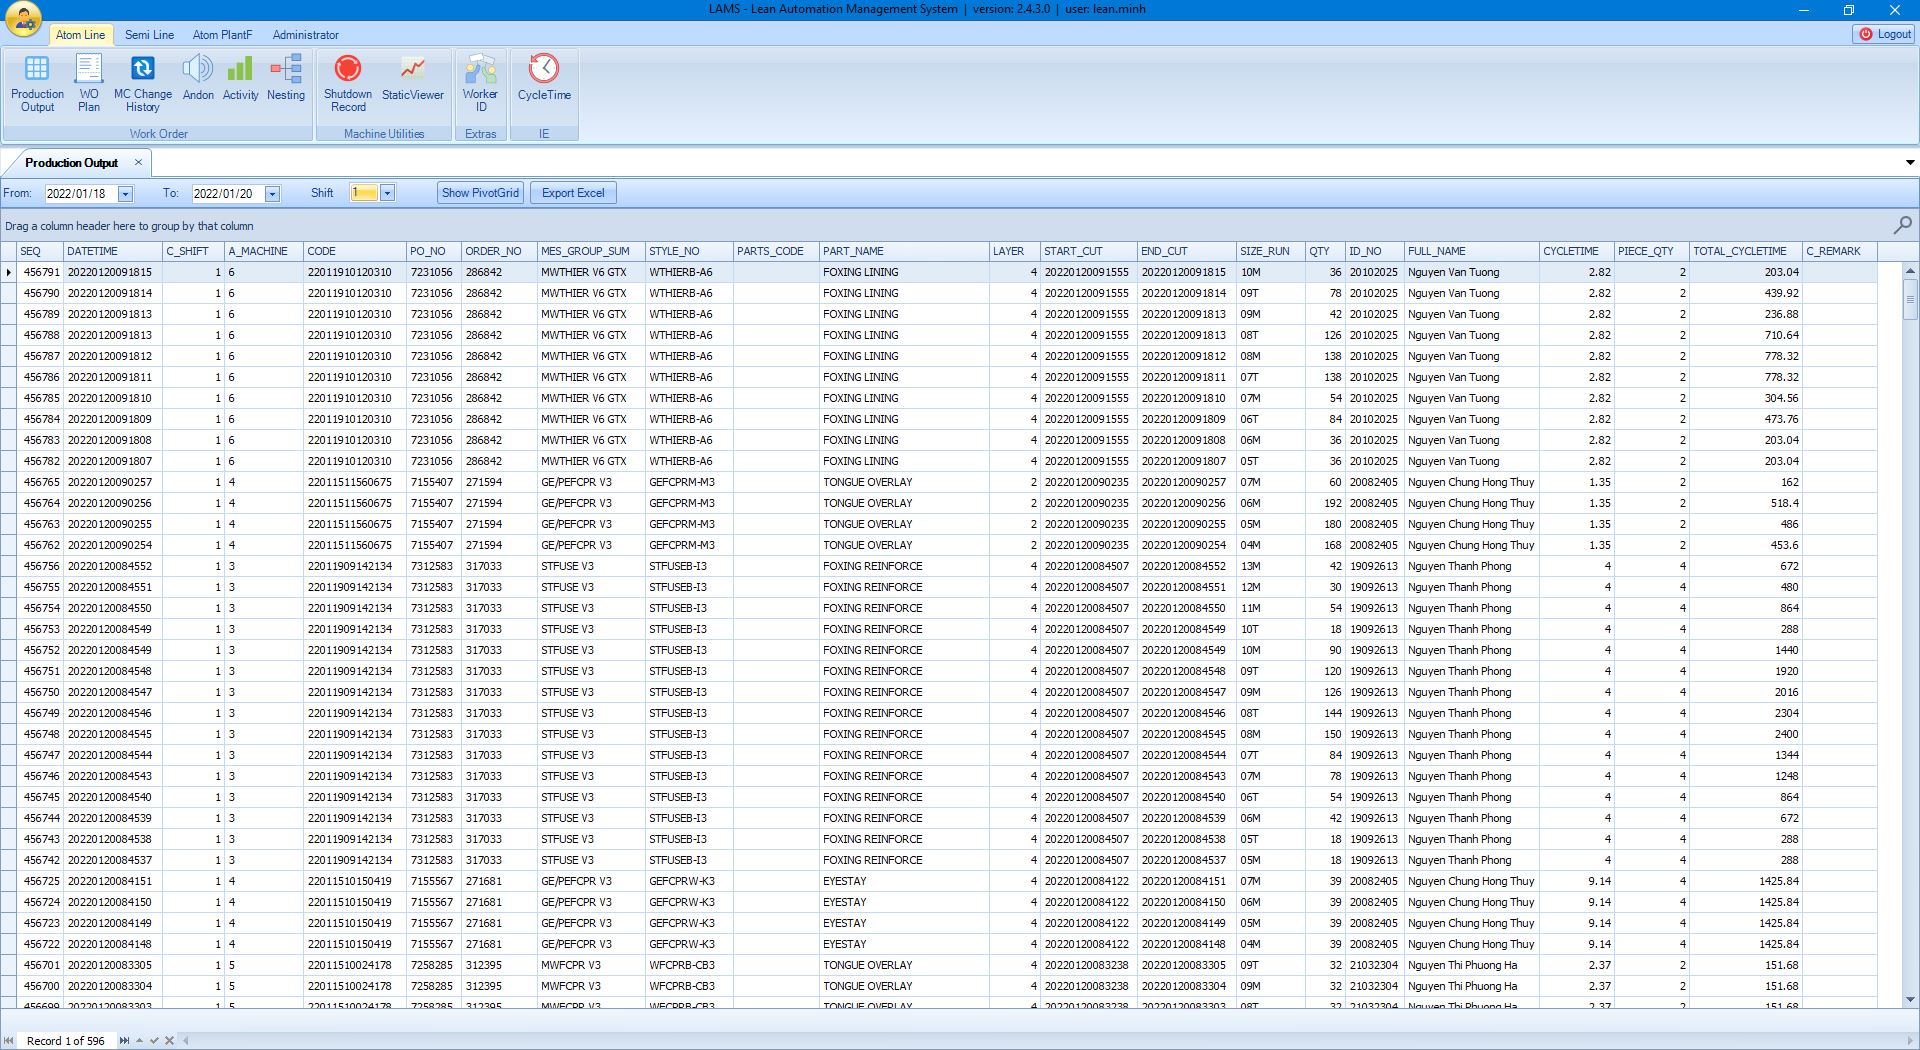 LAMS - Lean Automation Management System | version: 2.4.3.0 | user: lean.minh
Atom Line Semi Line Atom PlantF Administrator Logout
Production Output WO Plan MC Change History Andon Activity Nesting Shutdown Record StaticViewer Worker ID CycleTime
Work Order Machine Utilities Extras IE
Production Output
From: 2022/01/18 To: 2022/01/20 Shift 1 Show PivotGrid Export Excel
Drag a column header here to group by that column
SEQ DATETIME C_SHIFT A_MACHINE CODE PO_NO ORDER_NO MES_GROUP_SUM STYLE_NO PARTS_CODE PART_NAME LAYER START_CUT END_CUT SIZE_RUN QTY ID_NO FULL_NAME CYCLETIME PIECE_QTY TOTAL_CYCLETIME C_REMARK
456791 20220120091815 1 6 22011910120310 7231056 286842 MWTHIER V6 GTX WTHIERB-A6 FOXING LINING 4 20220120091555 20220120091815 10M 36 20102025 Nguyen Van Tuong 2.82 2 203.04
456790 20220120091814 1 6 22011910120310 7231056 286842 MWTHIER V6 GTX WTHIERB-A6 FOXING LINING 4 20220120091555 20220120091814 09T 78 20102025 Nguyen Van Tuong 2.82 2 439.92
456789 20220120091813 1 6 22011910120310 7231056 286842 MWTHIER V6 GTX WTHIERB-A6 FOXING LINING 4 20220120091555 20220120091813 09M 42 20102025 Nguyen Van Tuong 2.82 2 236.88
456788 20220120091813 1 6 22011910120310 7231056 286842 MWTHIER V6 GTX WTHIERB-A6 FOXING LINING 4 20220120091555 20220120091813 08T 126 20102025 Nguyen Van Tuong 2.82 2 710.64
456787 20220120091812 1 6 22011910120310 7231056 286842 MWTHIER V6 GTX WTHIERB-A6 FOXING LINING 4 20220120091555 20220120091812 08M 138 20102025 Nguyen Van Tuong 2.82 2 778.32
456786 20220120091811 1 6 22011910120310 7231056 286842 MWTHIER V6 GTX WTHIERB-A6 FOXING LINING 4 20220120091555 20220120091811 07T 138 20102025 Nguyen Van Tuong 2.82 2 778.32
456785 20220120091810 1 6 22011910120310 7231056 286842 MWTHIER V6 GTX WTHIERB-A6 FOXING LINING 4 20220120091555 20220120091810 07M 54 20102025 Nguyen Van Tuong 2.82 2 304.56
456784 20220120091809 1 6 22011910120310 7231056 286842 MWTHIER V6 GTX WTHIERB-A6 FOXING LINING 4 20220120091555 20220120091809 06T 84 20102025 Nguyen Van Tuong 2.82 2 473.76
456783 20220120091808 1 6 22011910120310 7231056 286842 MWTHIER V6 GTX WTHIERB-A6 FOXING LINING 4 20220120091555 20220120091808 06M 36 20102025 Nguyen Van Tuong 2.82 2 203.04
456782 20220120091807 1 6 22011910120310 7231056 286842 MWTHIER V6 GTX WTHIERB-A6 FOXING LINING 4 20220120091555 20220120091807 05T 36 20102025 Nguyen Van Tuong 2.82 2 203.04
456765 20220120090257 1 4 22011511560675 7155407 271594 GE/PEFCPR V3 GEFCPRM-M3 TONGUE OVERLAY 2 20220120090235 20220120090257 07M 60 20082405 Nguyen Chung Hong Thuy 1.35 2 162
456764 20220120090256 1 4 22011511560675 7155407 271594 GE/PEFCPR V3 GEFCPRM-M3 TONGUE OVERLAY 2 20220120090235 20220120090256 06M 192 20082405 Nguyen Chung Hong Thuy 1.35 2 518.4
456763 20220120090255 1 4 22011511560675 7155407 271594 GE/PEFCPR V3 GEFCPRM-M3 TONGUE OVERLAY 2 20220120090235 20220120090255 05M 180 20082405 Nguyen Chung Hong Thuy 1.35 2 486
456762 20220120090254 1 4 22011511560675 7155407 271594 GE/PEFCPR V3 GEFCPRM-M3 TONGUE OVERLAY 2 20220120090235 20220120090254 04M 168 20082405 Nguyen Chung Hong Thuy 1.35 2 453.6
456756 20220120084552 1 3 22011909142134 7312583 317033 STFUSE V3 STFUSEB-I3 FOXING REINFORCE 4 20220120084507 20220120084552 13M 42 19092613 Nguyen Thanh Phong 4 4 672
456755 20220120084551 1 3 22011909142134 7312583 317033 STFUSE V3 STFUSEB-I3 FOXING REINFORCE 4 20220120084507 20220120084551 12M 30 19092613 Nguyen Thanh Phong 4 4 480
456754 20220120084550 1 3 22011909142134 7312583 317033 STFUSE V3 STFUSEB-I3 FOXING REINFORCE 4 20220120084507 20220120084550 11M 54 19092613 Nguyen Thanh Phong 4 4 864
456753 20220120084549 1 3 22011909142134 7312583 317033 STFUSE V3 STFUSEB-I3 FOXING REINFORCE 4 20220120084507 20220120084549 10T 18 19092613 Nguyen Thanh Phong 4 4 288
456752 20220120084549 1 3 22011909142134 7312583 317033 STFUSE V3 STFUSEB-I3 FOXING REINFORCE 4 20220120084507 20220120084549 10M 90 19092613 Nguyen Thanh Phong 4 4 1440
456751 20220120084548 1 3 22011909142134 7312583 317033 STFUSE V3 STFUSEB-I3 FOXING REINFORCE 4 20220120084507 20220120084548 09T 120 19092613 Nguyen Thanh Phong 4 4 1920
456750 20220120084547 1 3 22011909142134 7312583 317033 STFUSE V3 STFUSEB-I3 FOXING REINFORCE 4 20220120084507 20220120084547 09M 126 19092613 Nguyen Thanh Phong 4 4 2016
456749 20220120084546 1 3 22011909142134 7312583 317033 STFUSE V3 STFUSEB-I3 FOXING REINFORCE 4 20220120084507 20220120084546 08T 144 19092613 Nguyen Thanh Phong 4 4 2304
456748 20220120084545 1 3 22011909142134 7312583 317033 STFUSE V3 STFUSEB-I3 FOXING REINFORCE 4 20220120084507 20220120084545 08M 150 19092613 Nguyen Thanh Phong 4 4 2400
456747 20220120084544 1 3 22011909142134 7312583 317033 STFUSE V3 STFUSEB-I3 FOXING REINFORCE 4 20220120084507 20220120084544 07T 84 19092613 Nguyen Thanh Phong 4 4 1344
456746 20220120084543 1 3 22011909142134 7312583 317033 STFUSE V3 STFUSEB-I3 FOXING REINFORCE 4 20220120084507 20220120084543 07M 78 19092613 Nguyen Thanh Phong 4 4 1248
456745 20220120084540 1 3 22011909142134 7312583 317033 STFUSE V3 STFUSEB-I3 FOXING REINFORCE 4 20220120084507 20220120084540 06T 54 19092613 Nguyen Thanh Phong 4 4 864
456744 20220120084539 1 3 22011909142134 7312583 317033 STFUSE V3 STFUSEB-I3 FOXING REINFORCE 4 20220120084507 20220120084539 06M 42 19092613 Nguyen Thanh Phong 4 4 672
456743 20220120084538 1 3 22011909142134 7312583 317033 STFUSE V3 STFUSEB-I3 FOXING REINFORCE 4 20220120084507 20220120084538 05T 18 19092613 Nguyen Thanh Phong 4 4 288
456742 20220120084537 1 3 22011909142134 7312583 317033 STFUSE V3 STFUSEB-I3 FOXING REINFORCE 4 20220120084507 20220120084537 05M 18 19092613 Nguyen Thanh Phong 4 4 288
456725 20220120084151 1 4 22011510150419 7155567 271681 GE/PEFCPR V3 GEFCPRW-K3 EYESTAY 4 20220120084122 20220120084151 07M 39 20082405 Nguyen Chung Hong Thuy 9.14 4 1425.84
456724 20220120084150 1 4 22011510150419 7155567 271681 GE/PEFCPR V3 GEFCPRW-K3 EYESTAY 4 20220120084122 20220120084150 06M 39 20082405 Nguyen Chung Hong Thuy 9.14 4 1425.84
456723 20220120084149 1 4 22011510150419 7155567 271681 GE/PEFCPR V3 GEFCPRW-K3 EYESTAY 4 20220120084122 20220120084149 05M 39 20082405 Nguyen Chung Hong Thuy 9.14 4 1425.84
456722 20220120084148 1 4 22011510150419 7155567 271681 GE/PEFCPR V3 GEFCPRW-K3 EYESTAY 4 20220120084122 20220120084148 04M 39 20082405 Nguyen Chung Hong Thuy 9.14 4 1425.84
456701 20220120083305 1 5 22011510024178 7258285 312395 MWFCPR V3 WFCPRB-CB3 TONGUE OVERLAY 4 20220120083238 20220120083305 09T 32 21032304 Nguyen Thi Phuong Ha 2.37 2 151.68
456700 20220120083304 1 5 22011510024178 7258285 312395 MWFCPR V3 WFCPRB-CB3 TONGUE OVERLAY 4 20220120083238 20220120083304 09M 32 21032304 Nguyen Thi Phuong Ha 2.37 2 151.68
456699 20220120083303 1 5 22011510024178 7258285 312395 MWFCPR V3 WFCPRB-CB3 TONGUE OVERLAY 4 20220120083238 20220120083303 08T 32 21032304 Nguyen Thi Phuong Ha 2.37 2 151.68
Record 1 of 596